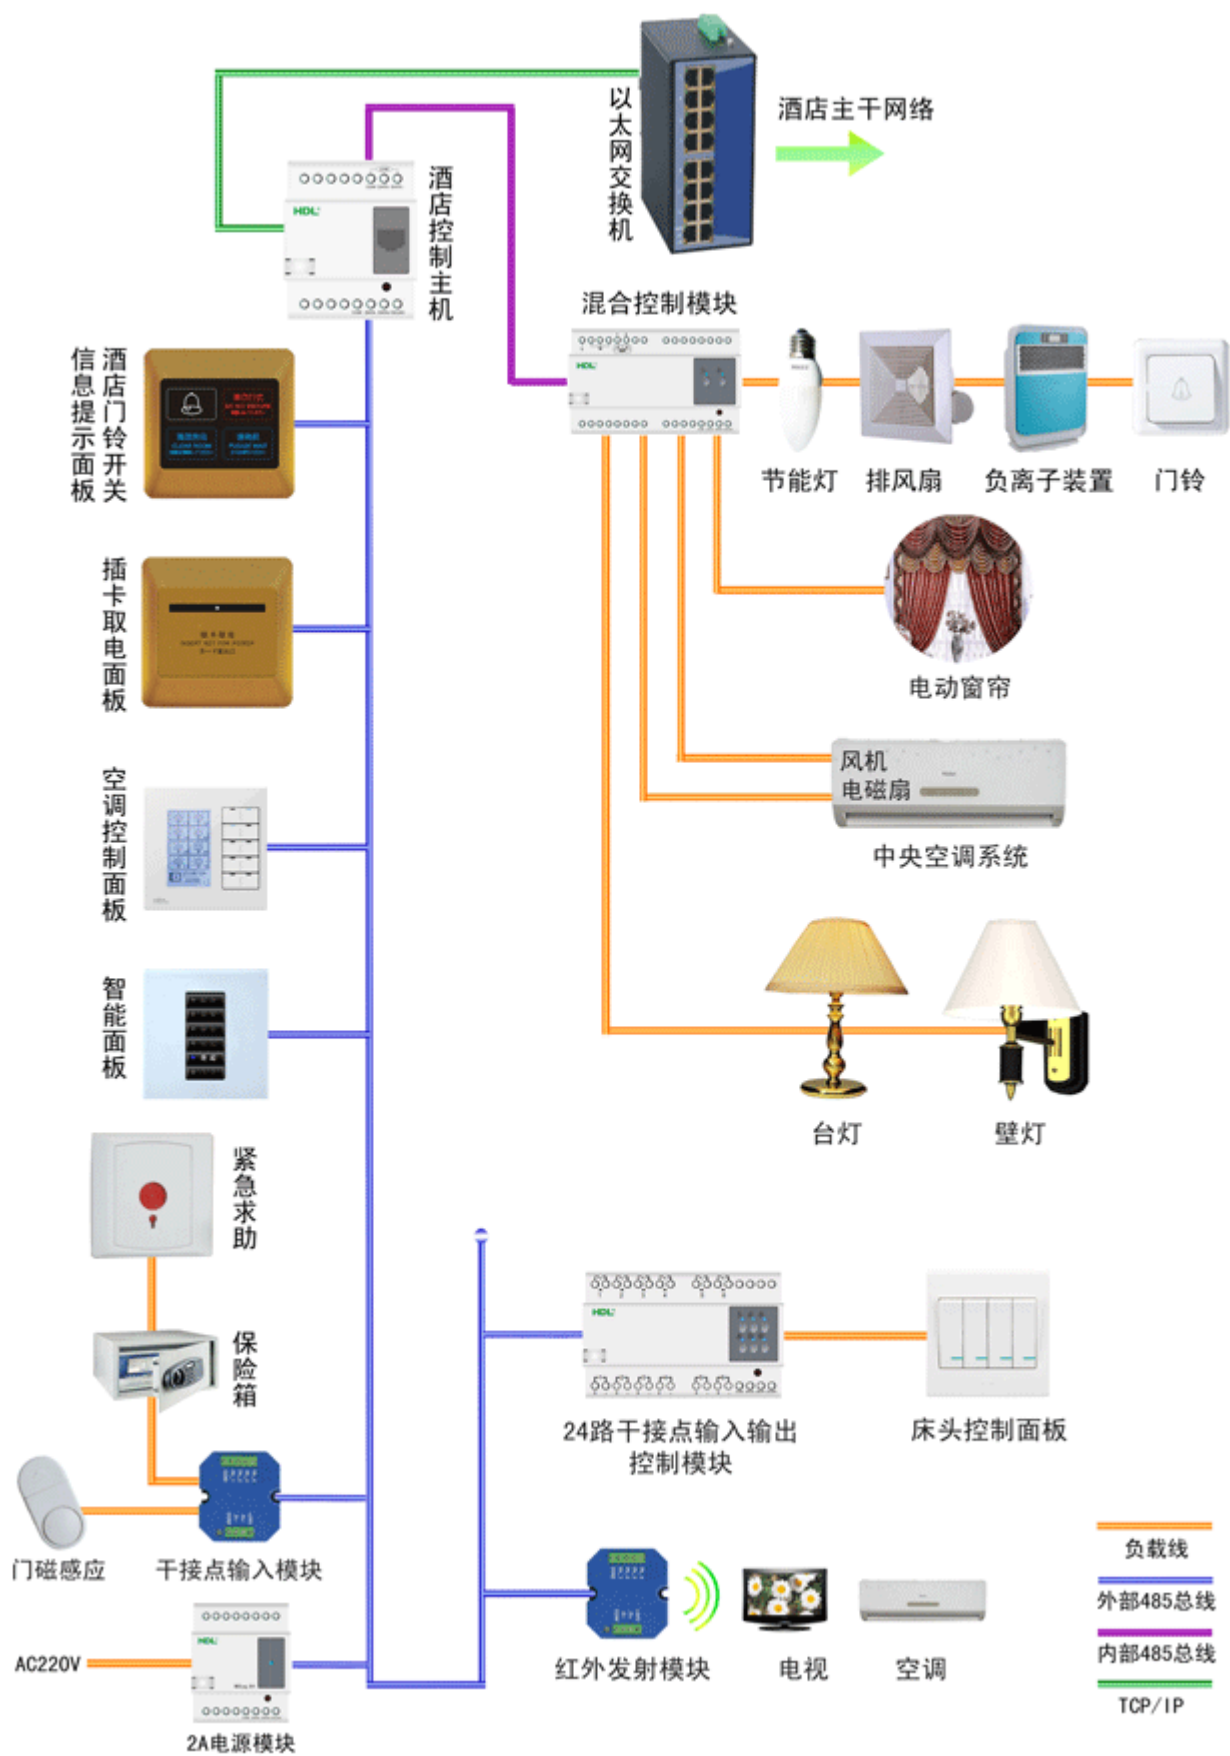 以太网交换机
酒店主干网络
酒店控制主机
HDL
混合控制模块
HDL
酒店门铃开关
信息提示面板
节能灯
排风扇
负离子装置
门铃
插卡取电面板
电动窗帘
空调控制面板
风机
电磁扇
中央空调系统
智能面板
台灯
壁灯
紧急求助
保险箱
HDL
24路干接点输入输出
控制模块
床头控制面板
门磁感应
干接点输入模块
AC220V
HDL
2A电源模块
红外发射模块
电视
空调
负载线
外部485总线
内部485总线
TCP/IP